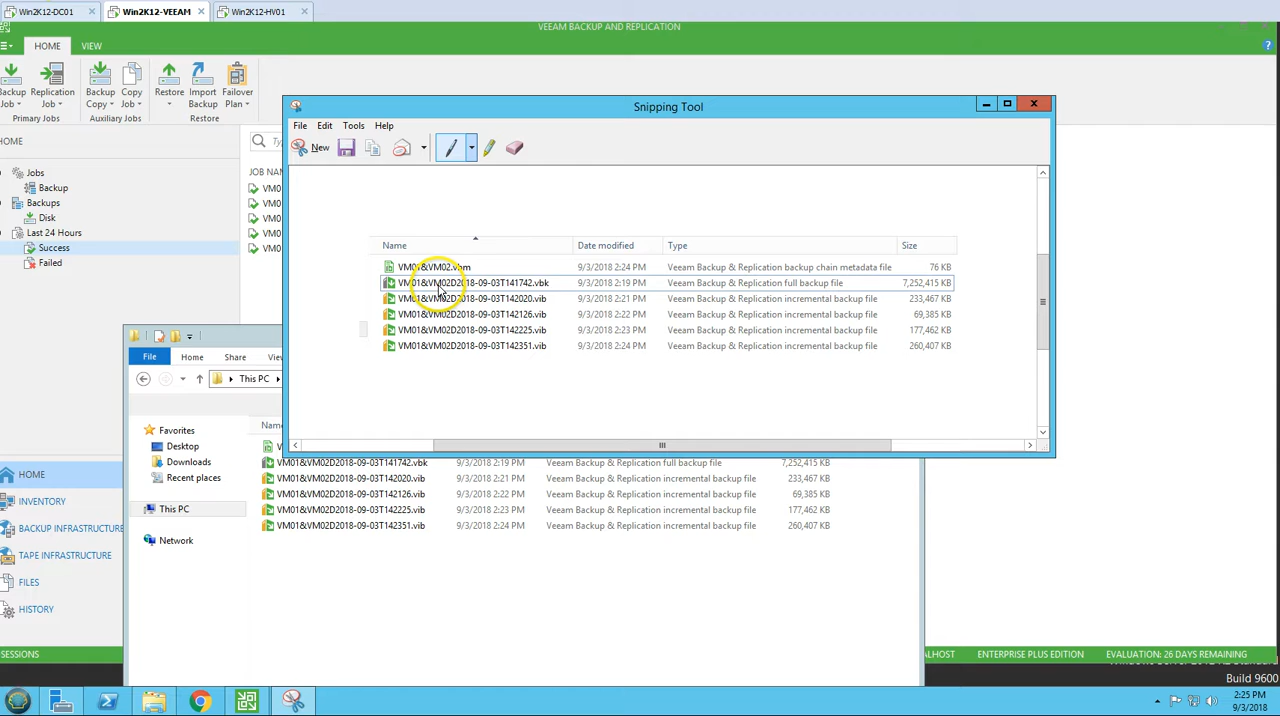 Win2K12-DC01
Win2K12-VEEAM
Win2K12-HV01
VEEAM BACKUP AND REPLICATION
HOME VIEW
Backup Job
Replication Job
Backup Copy
Copy Job
Restore
Import Backup
Failover Plan
Primary Jobs
Auxiliary Jobs
Restore
HOME
Jobs
Backup
Backups
Disk
Last 24 Hours
Success
Failed
JOB NA
VM0
VM0
VM0
VM0
Snipping Tool
File Edit Tools Help
New
Name Date modified Type Size
VM01&VM02.vbm 9/3/2018 2:24 PM Veeam Backup & Replication backup chain metadata file 76 KB
VM01&VM02D2018-09-03T141742.vbk 9/3/2018 2:19 PM Veeam Backup & Replication full backup file 7,252,415 KB
VM01&VM02D2018-09-03T142020.vib 9/3/2018 2:21 PM Veeam Backup & Replication incremental backup file 233,467 KB
VM01&VM02D2018-09-03T142126.vib 9/3/2018 2:22 PM Veeam Backup & Replication incremental backup file 69,385 KB
VM01&VM02D2018-09-03T142225.vib 9/3/2018 2:23 PM Veeam Backup & Replication incremental backup file 177,462 KB
VM01&VM02D2018-09-03T142351.vib 9/3/2018 2:24 PM Veeam Backup & Replication incremental backup file 260,407 KB
File Home Share
This PC
Favorites
Desktop
Downloads
Recent places
This PC
Network
VM01&VM02D2018-09-03T141742.vbk 9/3/2018 2:19 PM Veeam Backup & Replication full backup file 7,252,415 KB
VM01&VM02D2018-09-03T142020.vib 9/3/2018 2:21 PM Veeam Backup & Replication incremental backup file 233,467 KB
VM01&VM02D2018-09-03T142126.vib 9/3/2018 2:22 PM Veeam Backup & Replication incremental backup file 69,385 KB
VM01&VM02D2018-09-03T142225.vib 9/3/2018 2:23 PM Veeam Backup & Replication incremental backup file 177,462 KB
VM01&VM02D2018-09-03T142351.vib 9/3/2018 2:24 PM Veeam Backup & Replication incremental backup file 260,407 KB
HOME
INVENTORY
BACKUP INFRASTRUCTURE
TAPE INFRASTRUCTURE
FILES
HISTORY
SESSIONS
LHOST ENTERPRISE PLUS EDITION EVALUATION: 26 DAYS REMAINING
Build 9600
2:25 PM
9/3/2018